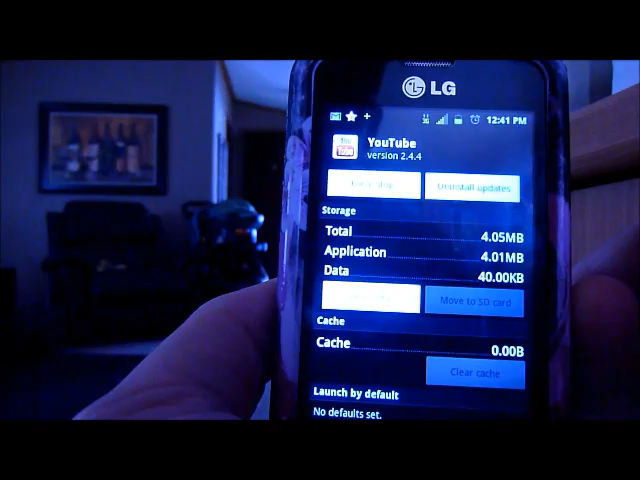 LG
12:41 PM
YouTube
version 2.4.4
Uninstall updates
Storage
Total 4.05MB
Application 4.01MB
Data 40.00KB
Move to SD card
Cache
Cache 0.00B
Clear cache
Launch by default
No defaults set.